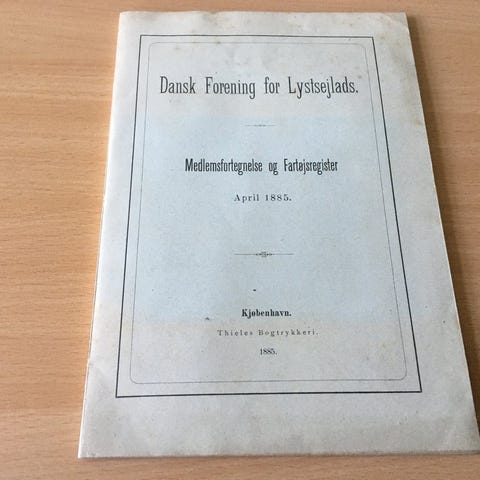 Dansk Forening for Lystsejlads.
Medlemsfortegnelse og Fartøjsregister
April 1885.
Kjøbenhavn.
Thieles Bogtrykkeri.
1885.